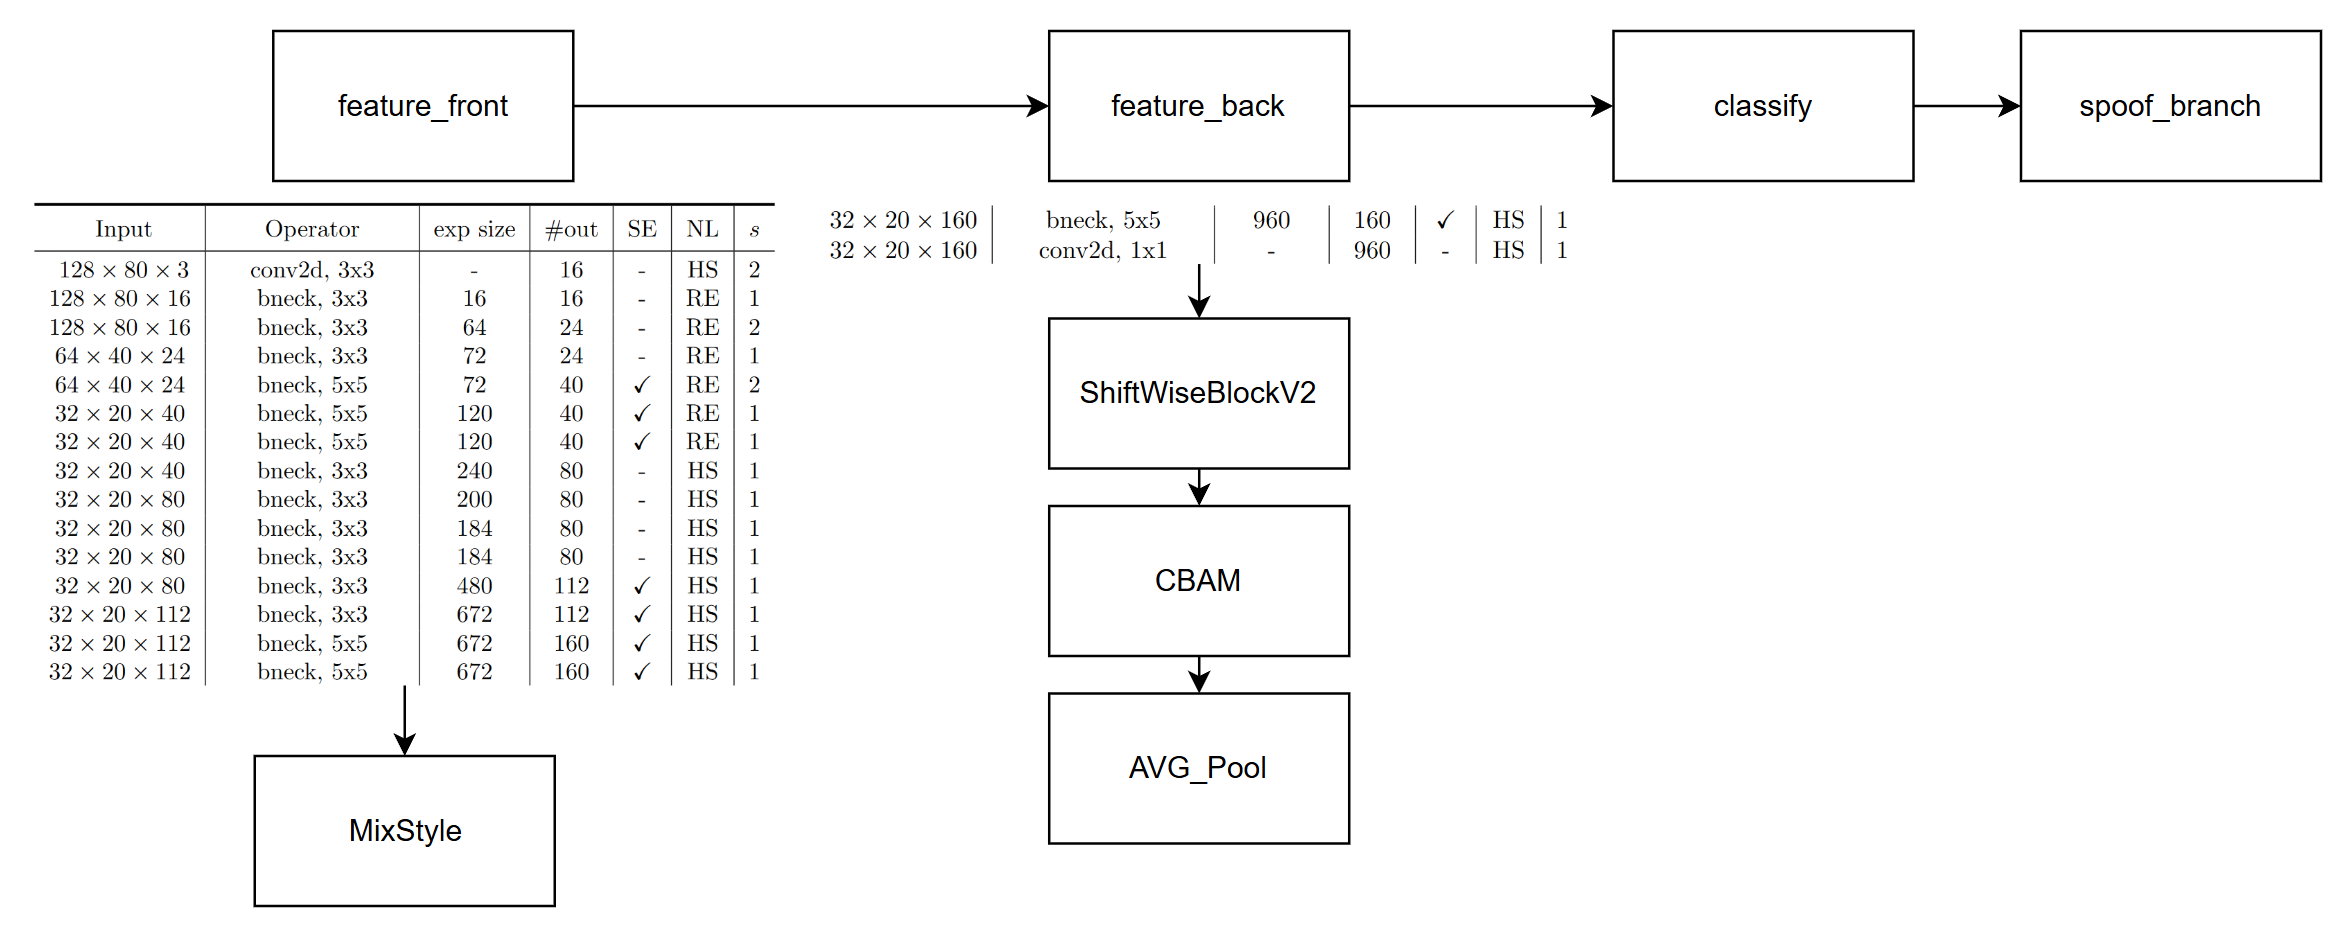 feature_front
feature_back
classify
spoof_branch
Input Operator exp size #out SE NL s
128 × 80 × 3 conv2d, 3x3 - 16 - HS 2
128 × 80 × 16 bneck, 3x3 16 16 - RE 1
128 × 80 × 16 bneck, 3x3 64 24 - RE 2
64 × 40 × 24 bneck, 3x3 72 24 - RE 1
64 × 40 × 24 bneck, 5x5 72 40 ✓ RE 2
32 × 20 × 40 bneck, 5x5 120 40 ✓ RE 1
32 × 20 × 40 bneck, 5x5 120 40 ✓ RE 1
32 × 20 × 40 bneck, 3x3 240 80 - HS 1
32 × 20 × 80 bneck, 3x3 200 80 - HS 1
32 × 20 × 80 bneck, 3x3 184 80 - HS 1
32 × 20 × 80 bneck, 3x3 184 80 - HS 1
32 × 20 × 80 bneck, 3x3 480 112 ✓ HS 1
32 × 20 × 112 bneck, 3x3 672 112 ✓ HS 1
32 × 20 × 112 bneck, 5x5 672 160 ✓ HS 1
32 × 20 × 112 bneck, 5x5 672 160 ✓ HS 1
MixStyle
32 × 20 × 160 bneck, 5x5 960 160 ✓ HS 1
32 × 20 × 160 conv2d, 1x1 - 960 - HS 1
ShiftWiseBlockV2
CBAM
AVG_Pool